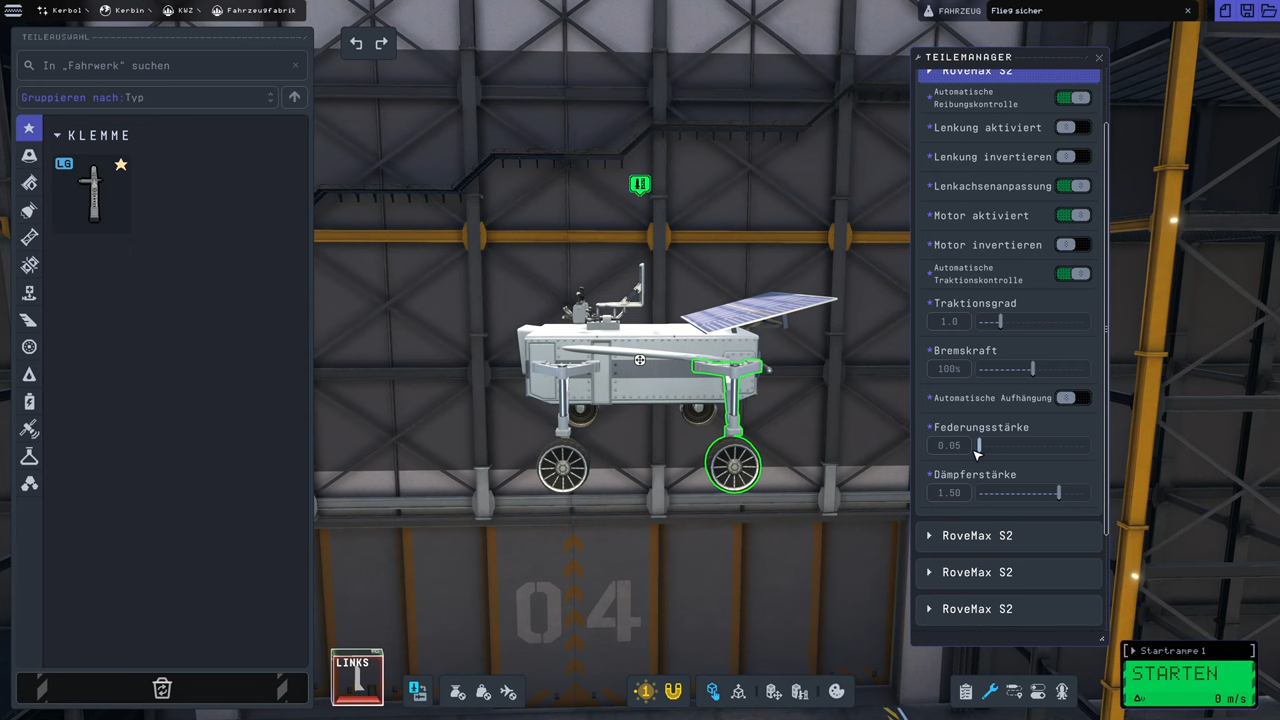 Kerbol
Kerbin
KWZ
Fahrzeugfabrik
FAHRZEUG
Flieg sicher
TEILEAUSWAHL
In „Fahrwerk" suchen
Gruppieren nach: Typ
KLEMME
LG
TEILEMANAGER
RoveMax S2
Automatische
Reibungskontrolle
Lenkung aktiviert
Lenkung invertieren
Lenkachsenanpassung
Motor aktiviert
Motor invertieren
Automatische
Traktionskontrolle
Traktionsgrad
1.0
Bremskraft
100%
Automatische Aufhängung
Federungsstärke
0.05
Dämpferstärke
1.50
RoveMax S2
RoveMax S2
RoveMax S2
04
LINKS
1
Startrampe 1
STARTEN
Δv
0 m/s